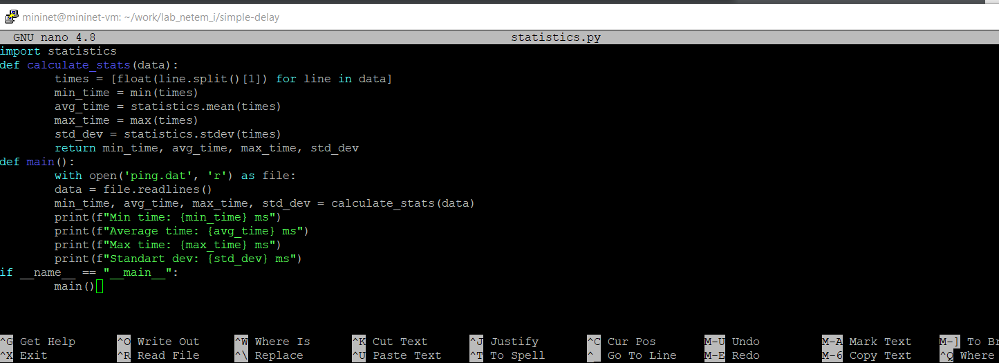 mininet@mininet-vm: ~/work/lab_netem_i/simple-delay
GNU nano 4.8 statistics.py
import statistics
def calculate_stats(data):
        times = [float(line.split()[1]) for line in data]
        min_time = min(times)
        avg_time = statistics.mean(times)
        max_time = max(times)
        std_dev = statistics.stdev(times)
        return min_time, avg_time, max_time, std_dev
def main():
        with open('ping.dat', 'r') as file:
        data = file.readlines()
        min_time, avg_time, max_time, std_dev = calculate_stats(data)
        print(f"Min time: {min_time} ms")
        print(f"Average time: {avg_time} ms")
        print(f"Max time: {max_time} ms")
        print(f"Standart dev: {std_dev} ms")
if __name__ == "__main__":
        main()
^G Get Help ^O Write Out ^W Where Is ^K Cut Text ^J Justify ^C Cur Pos M-U Undo M-A Mark Text M-] To Br
^X Exit ^R Read File ^\ Replace ^U Paste Text ^T To Spell ^_ Go To Line M-E Redo M-6 Copy Text ^Q Where